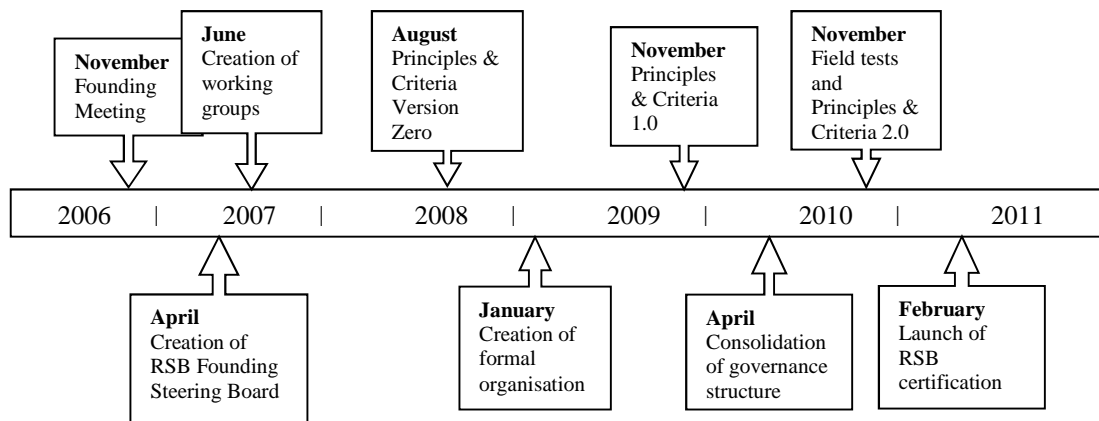 November
Founding
Meeting
June
Creation of
working
groups
August
Principles &
Criteria
Version
Zero
November
Principles
& Criteria
1.0
November
Field tests
and
Principles &
Criteria 2.0
2006 | 2007 | 2008 | 2009 | 2010 | 2011
April
Creation of
RSB Founding
Steering Board
January
Creation of
formal
organisation
April
Consolidation
of governance
structure
February
Launch of
RSB
certification